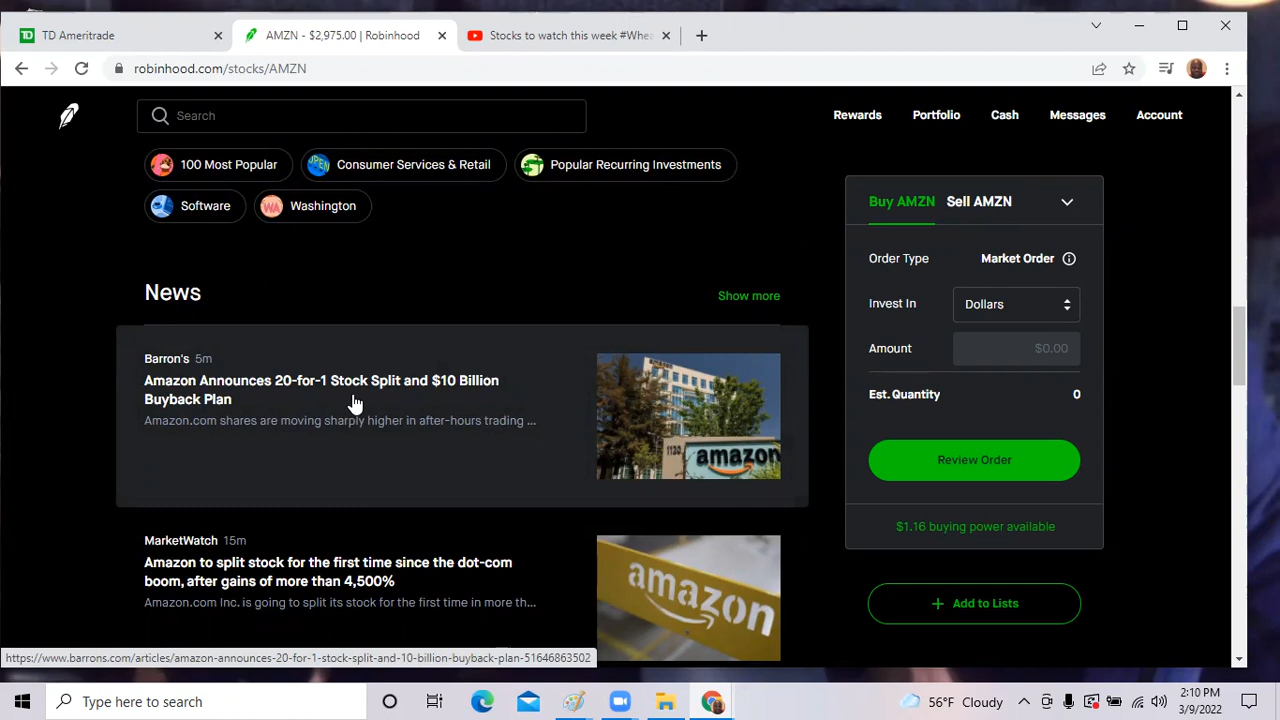 TD Ameritrade
AMZN - $2,975.00 | Robinhood
Stocks to watch this week #Whea
robinhood.com/stocks/AMZN
Search
Rewards Portfolio Cash Messages Account
100 Most Popular
OPEN Consumer Services & Retail
Popular Recurring Investments
Software
WA Washington
News
Show more
Barron's 5m
Amazon Announces 20-for-1 Stock Split and $10 Billion
Buyback Plan
Amazon.com shares are moving sharply higher in after-hours trading ...
amazon
MarketWatch 15m
Amazon to split stock for the first time since the dot-com
boom, after gains of more than 4,500%
Amazon.com Inc. is going to split its stock for the first time in more th...
amazon
Buy AMZN Sell AMZN
Order Type Market Order
Invest In Dollars
Amount $0.00
Est. Quantity 0
Review Order
$1.16 buying power available
+ Add to Lists
https://www.barrons.com/articles/amazon-announces-20-for-1-stock-split-and-10-billion-buyback-plan-51646863502
Type here to search
56°F Cloudy
2:10 PM
3/9/2022